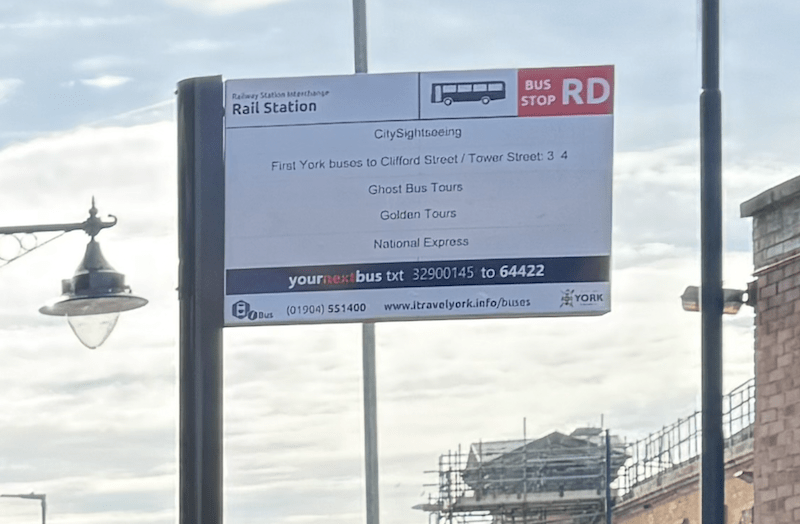 Railway Station Interchange
Rail Station
BUS STOP RD
CitySightseeing
First York buses to Clifford Street / Tower Street: 3 4
Ghost Bus Tours
Golden Tours
National Express
yournextbus txt 32900145 to 64422
iBus (01904) 551400 www.itravelyork.info/buses YORK